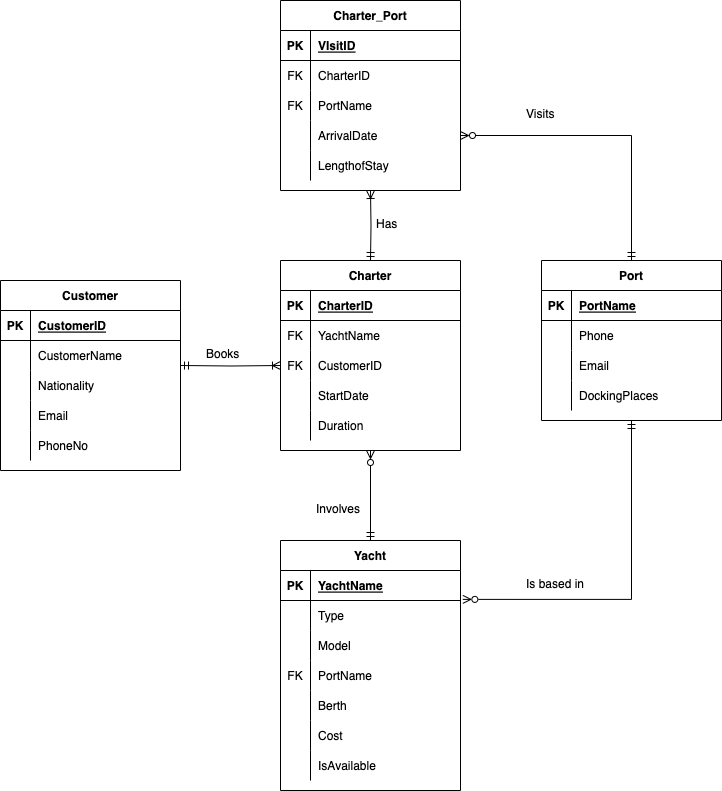 Charter_Port
PK VIsitID
FK CharterID
FK PortName
ArrivalDate
LengthofStay
Visits
Has
Customer
PK CustomerID
CustomerName
Nationality
Email
PhoneNo
Books
Charter
PK CharterID
FK YachtName
FK CustomerID
StartDate
Duration
Port
PK PortName
Phone
Email
DockingPlaces
Involves
Is based in
Yacht
PK YachtName
Type
Model
FK PortName
Berth
Cost
IsAvailable